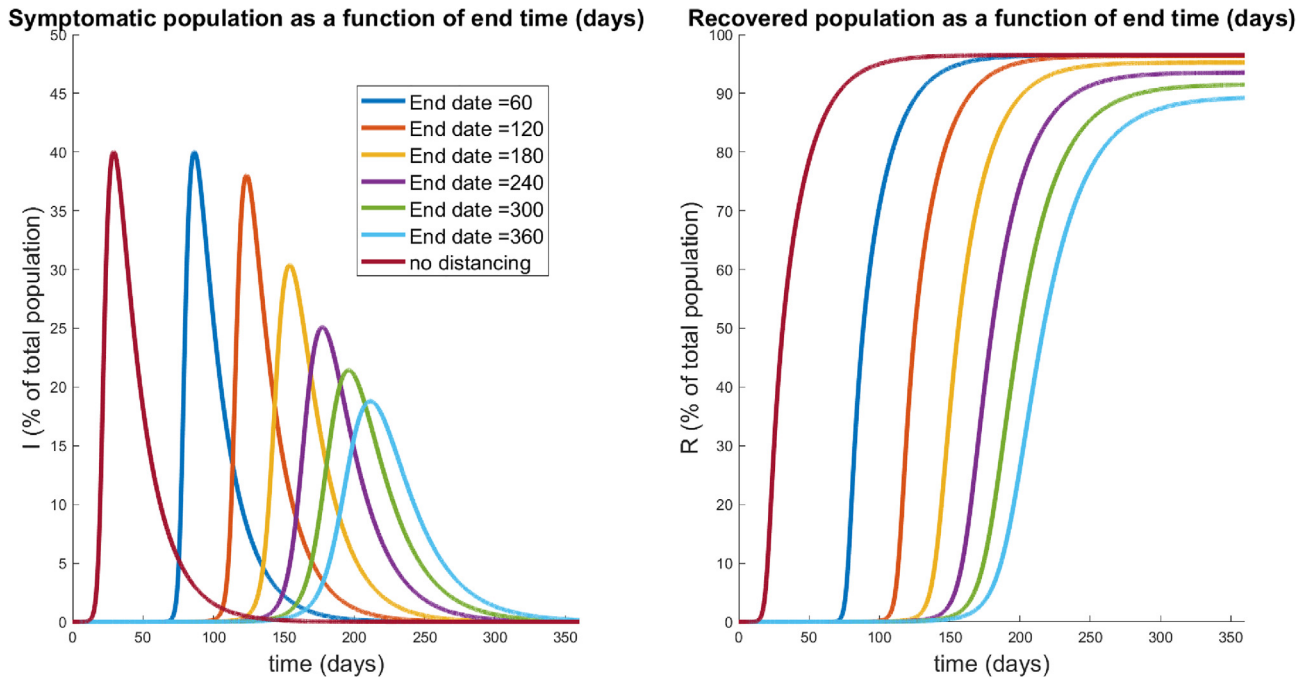 Symptomatic population as a function of end time (days)
I (% of total population)
50
45
40
35
30
25
20
15
10
5
0
End date =60
End date =120
End date =180
End date =240
End date =300
End date =360
no distancing
0 50 100 150 200 250 300 350
time (days)
Recovered population as a function of end time (days)
R (% of total population)
100
90
80
70
60
50
40
30
20
10
0
0 50 100 150 200 250 300 350
time (days)